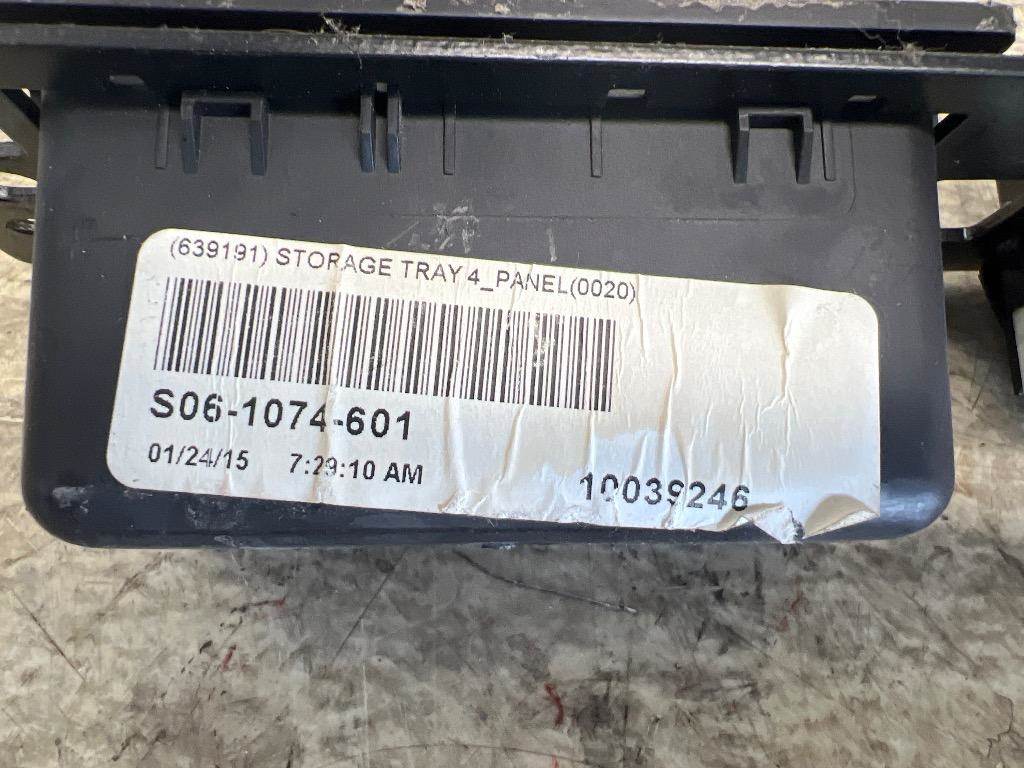 (639191) STORAGE TRAY 4_PANEL(0020)
S06-1074-601
01/24/15 7:29:10 AM
10039246